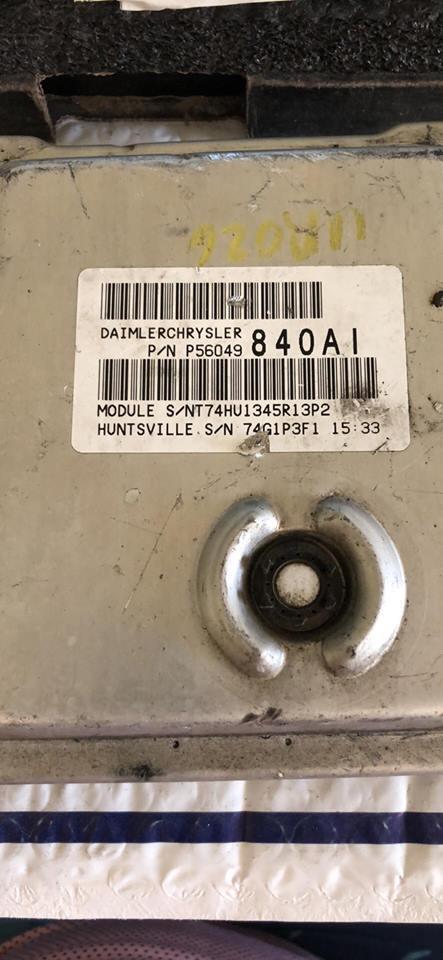 DAIMLERCHRYSLER
P/N P56049 840AI
MODULE S/NT74HU1345R13P2
HUNTSVILLE S/N 74G1P3F1 15:33